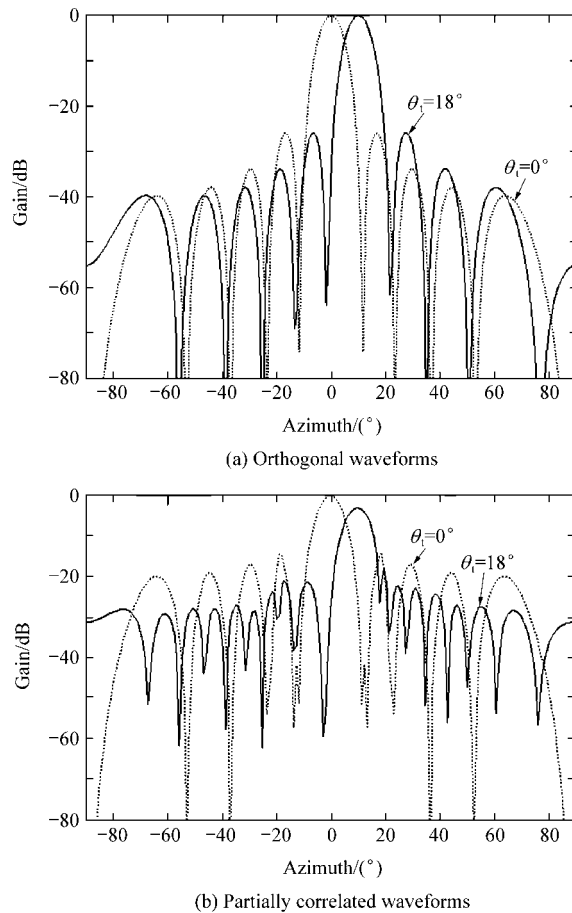 0
−20
−40
−60
−80
Gain/dB
θt=18°
θt=0°
−80 −60 −40 −20 0 20 40 60 80
Azimuth/(°)
(a) Orthogonal waveforms
0
−20
−40
−60
−80
Gain/dB
θt=0°
θt=18°
−80 −60 −40 −20 0 20 40 60 80
Azimuth/(°)
(b) Partially correlated waveforms